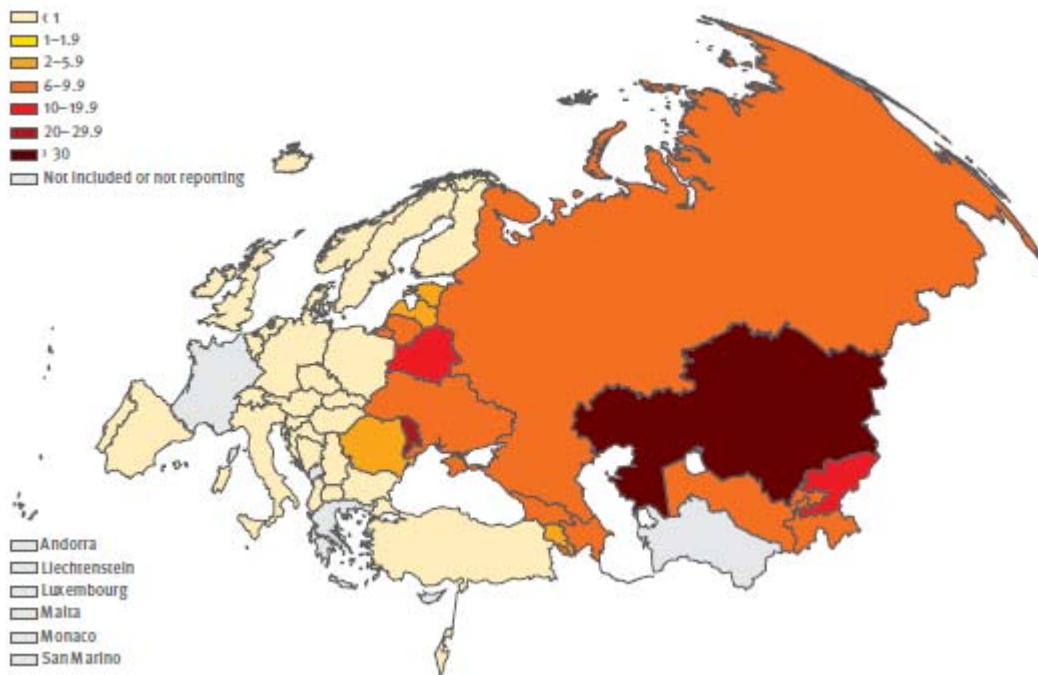 < 1
1–1.9
2–5.9
6–9.9
10–19.9
20–29.9
³ 30
Not included or not reporting
Andorra
Liechtenstein
Luxembourg
Malta
Monaco
San Marino